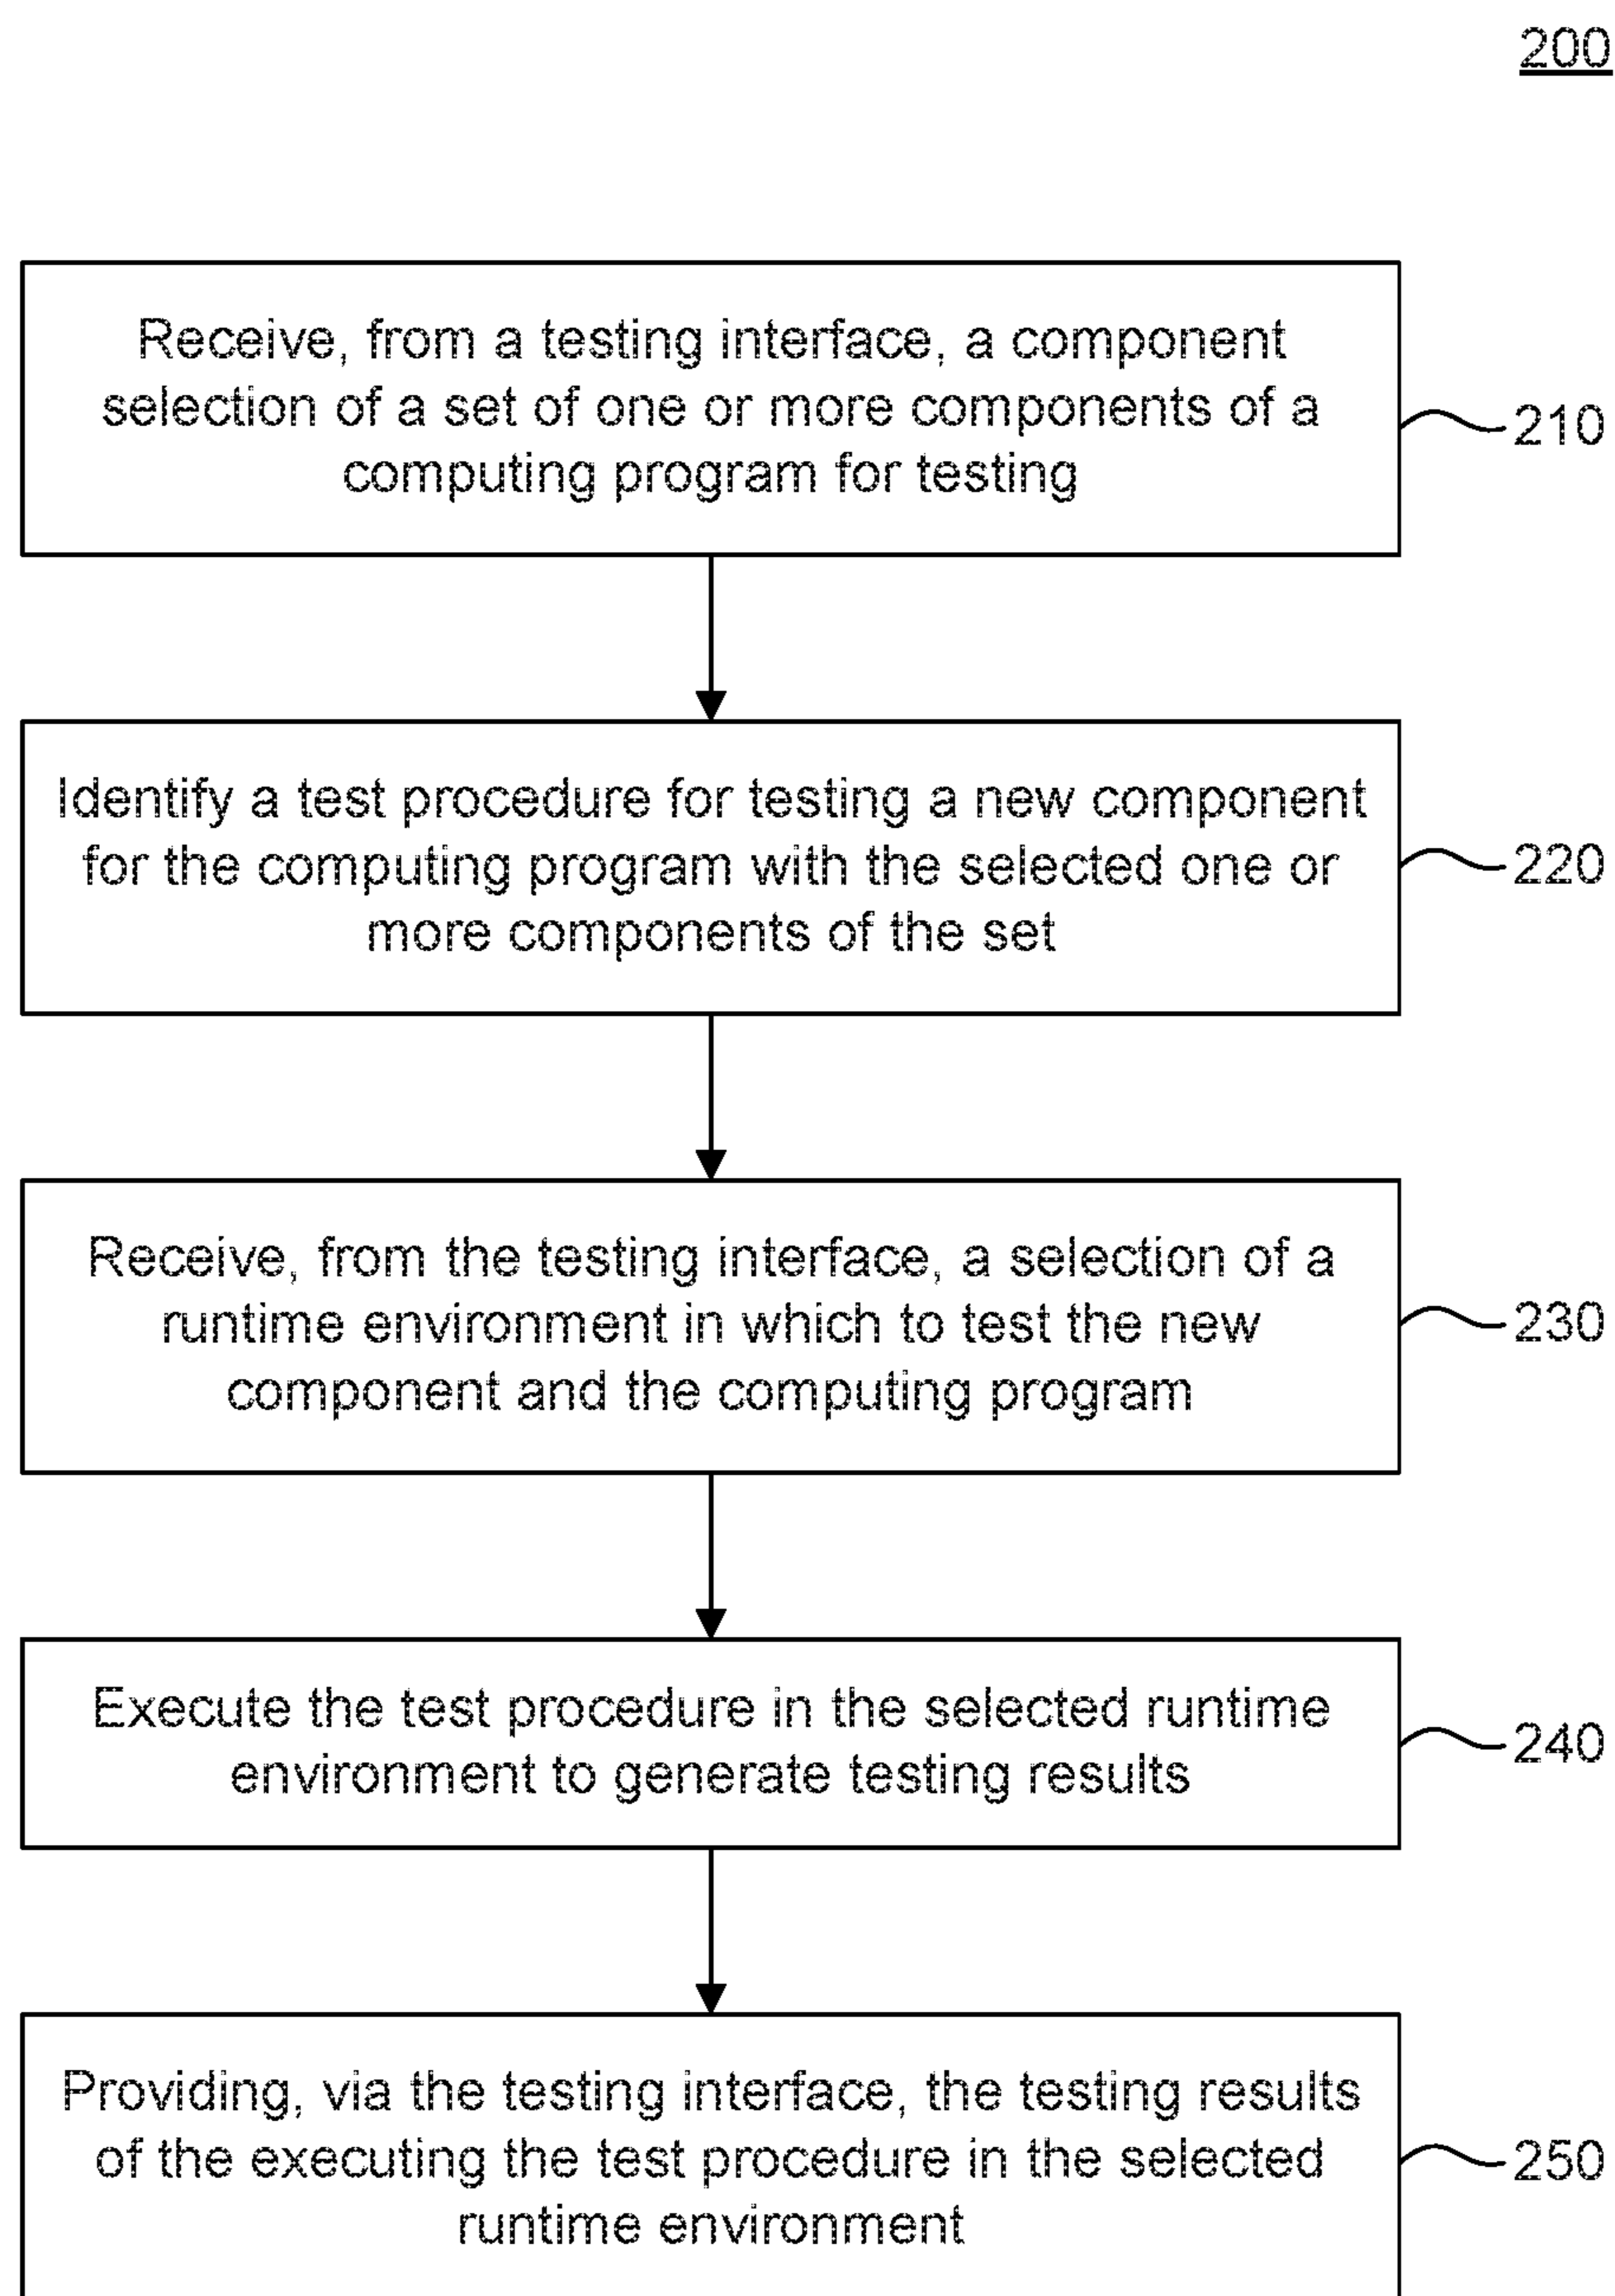 200
Receive, from a testing interface, a component
selection of a set of one or more components of a
computing program for testing
210
Identify a test procedure for testing a new component
for the computing program with the selected one or
more components of the set
220
Receive, from the testing interface, a selection of a
runtime environment in which to test the new
component and the computing program
230
Execute the test procedure in the selected runtime
environment to generate testing results
240
Providing, via the testing interface, the testing results
of the executing the test procedure in the selected
runtime environment
250